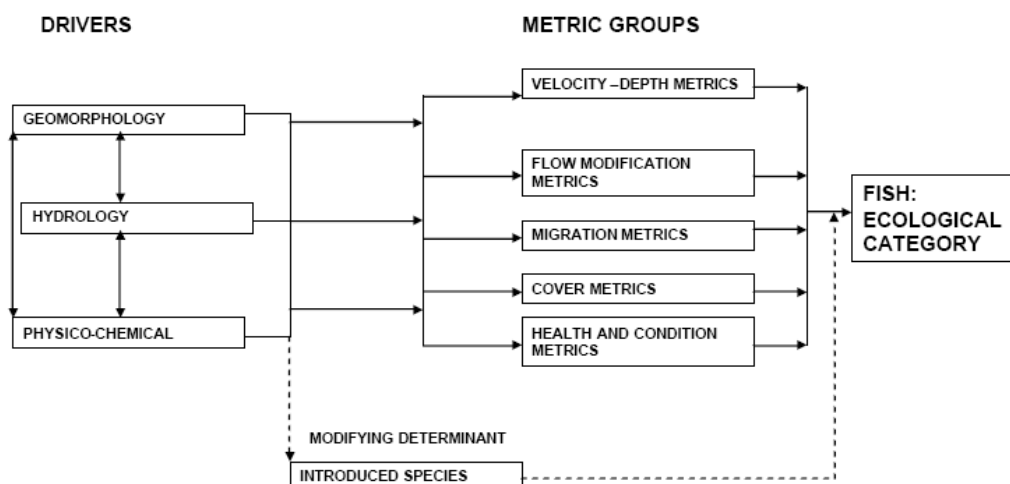 DRIVERS
METRIC GROUPS
VELOCITY –DEPTH METRICS
GEOMORPHOLOGY
FLOW MODIFICATION
METRICS
FISH:
ECOLOGICAL
CATEGORY
HYDROLOGY
MIGRATION METRICS
COVER METRICS
PHYSICO-CHEMICAL
HEALTH AND CONDITION
METRICS
MODIFYING DETERMINANT
INTRODUCED SPECIES